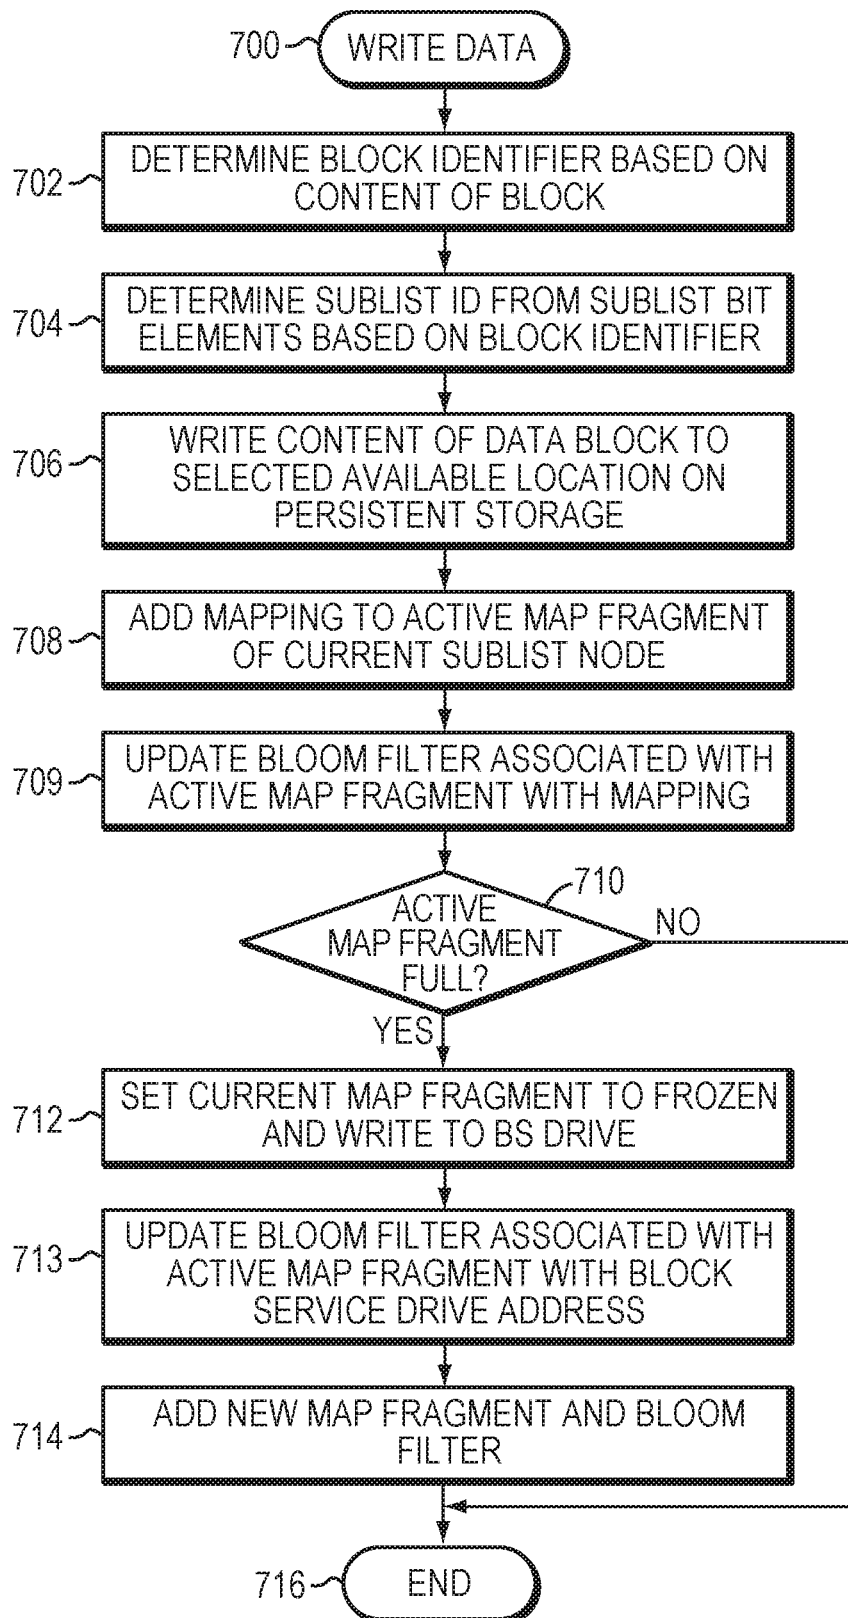 700
WRITE DATA
702
DETERMINE BLOCK IDENTIFIER BASED ON
CONTENT OF BLOCK
704
DETERMINE SUBLIST ID FROM SUBLIST BIT
ELEMENTS BASED ON BLOCK IDENTIFIER
706
WRITE CONTENT OF DATA BLOCK TO
SELECTED AVAILABLE LOCATION ON
PERSISTENT STORAGE
708
ADD MAPPING TO ACTIVE MAP FRAGMENT
OF CURRENT SUBLIST NODE
709
UPDATE BLOOM FILTER ASSOCIATED WITH
ACTIVE MAP FRAGMENT WITH MAPPING
710
ACTIVE
MAP FRAGMENT
FULL?
NO
YES
712
SET CURRENT MAP FRAGMENT TO FROZEN
AND WRITE TO BS DRIVE
713
UPDATE BLOOM FILTER ASSOCIATED WITH
ACTIVE MAP FRAGMENT WITH BLOCK
SERVICE DRIVE ADDRESS
714
ADD NEW MAP FRAGMENT AND BLOOM
FILTER
716
END